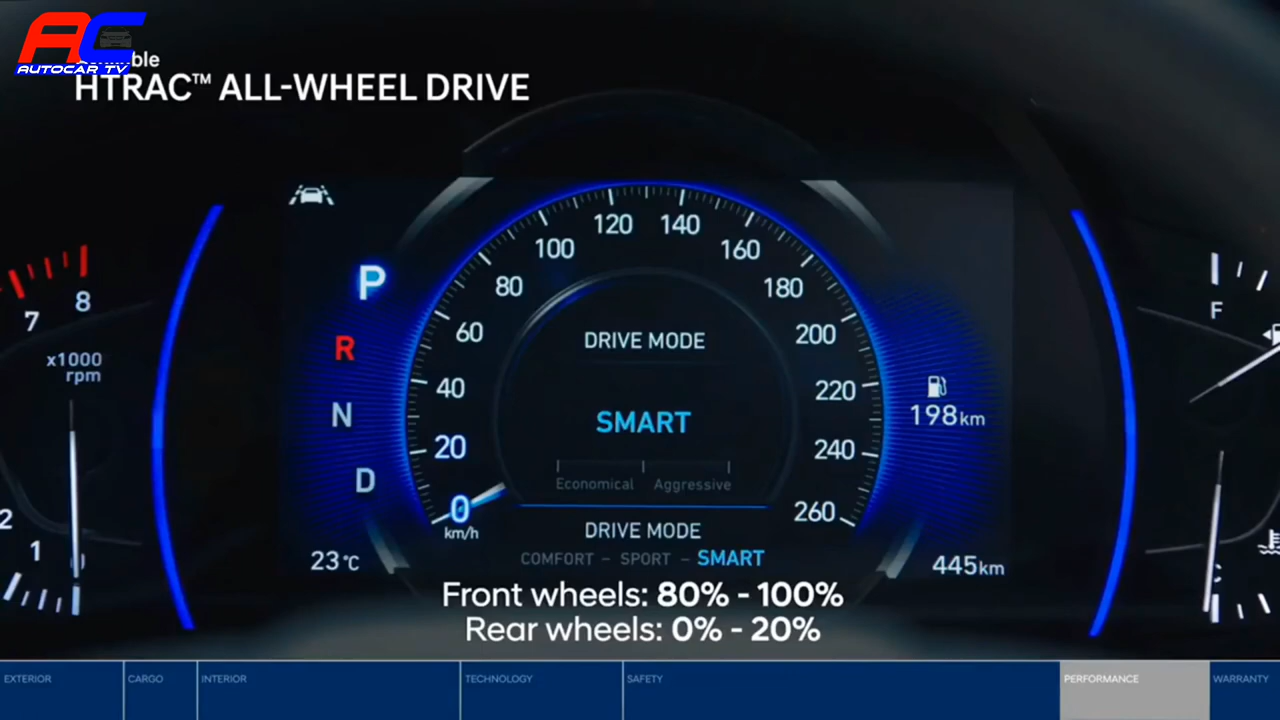 AC
AUTOCAR TV
HTRAC™ ALL-WHEEL DRIVE
8
7
x1000
rpm
2
1
P
R
N
D
0
20
40
60
80
100
120
140
160
180
200
220
240
260
km/h
DRIVE MODE
SMART
Economical Aggressive
DRIVE MODE
COMFORT - SPORT - SMART
23°C
198km
445km
F
Front wheels: 80% - 100%
Rear wheels: 0% - 20%
EXTERIOR CARGO INTERIOR TECHNOLOGY SAFETY PERFORMANCE WARRANTY